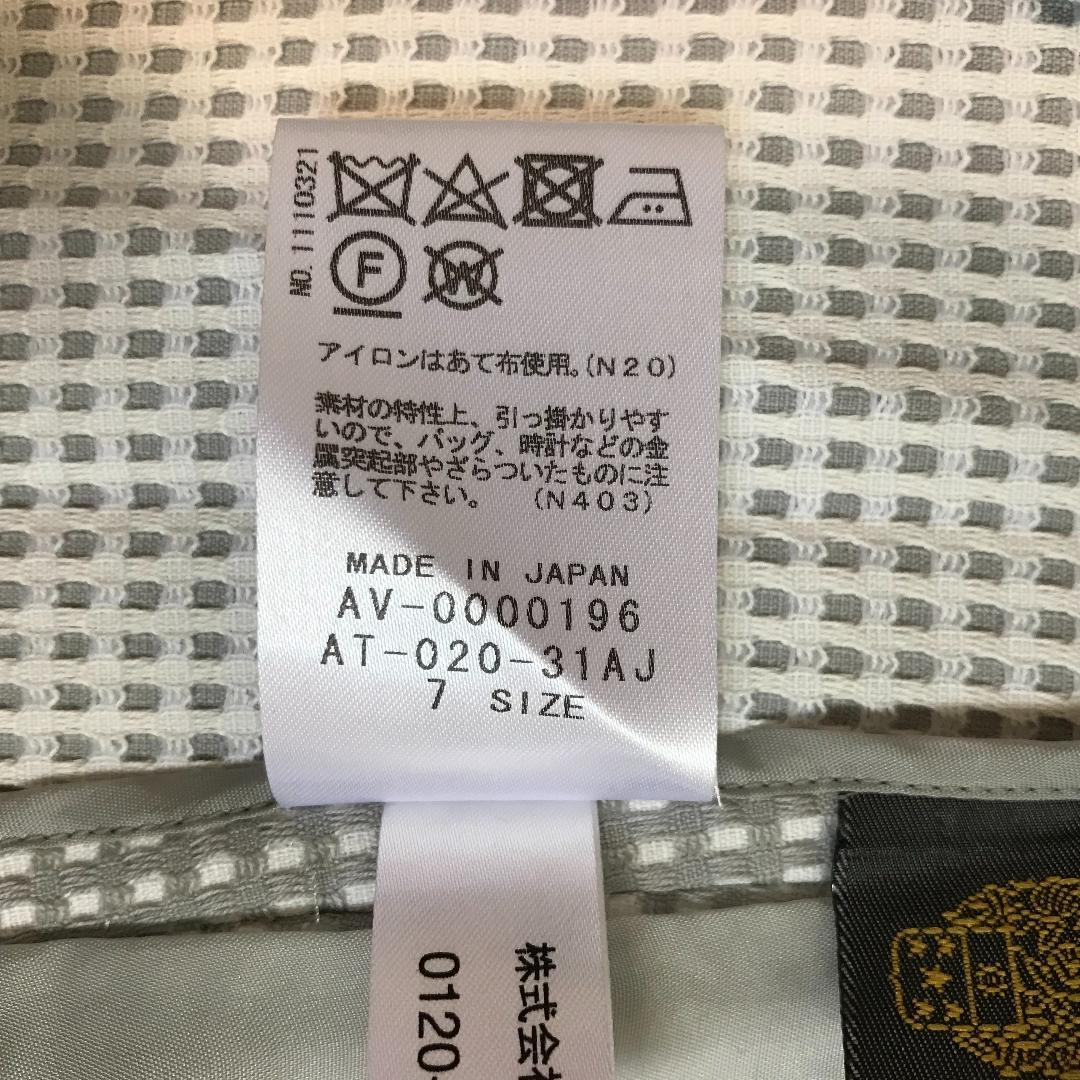 NO.1110321
F
W
アイロンはあて布使用。(N20)
素材の特性上、引っ掛かりやす
いので、バッグ、時計などの金
属突起部やざらついたものに注
意して下さい。 (N403)
MADE IN JAPAN
AV-0000196
AT-020-31AJ
7 SIZE
株式会社
0120-